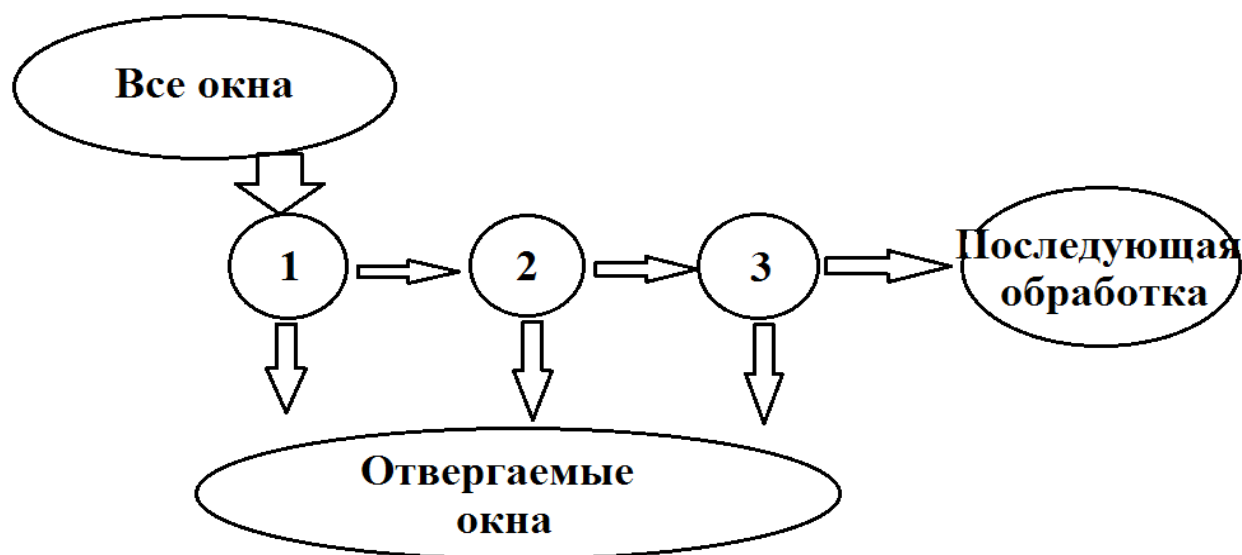 Все окна
1
2
3
Последующая
обработка
Отвергаемые
окна